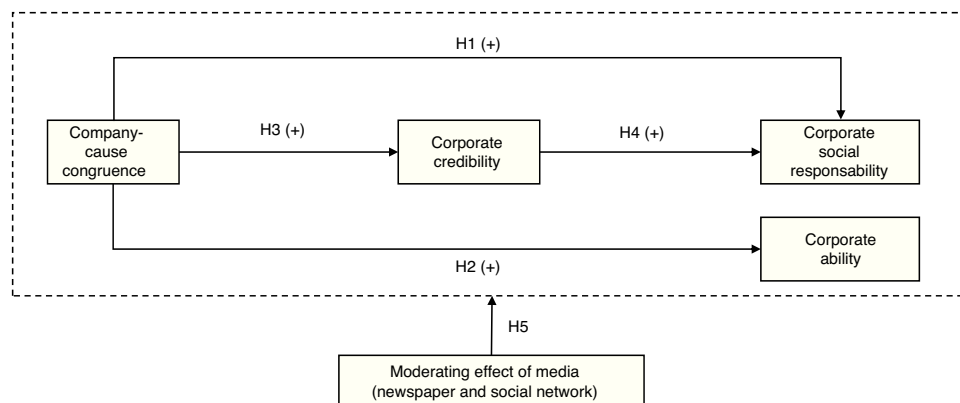 H1 (+)
Company-
cause
congruence
H3 (+)
Corporate
credibility
H4 (+)
Corporate
social
responsability
H2 (+)
Corporate
ability
H5
Moderating effect of media
(newspaper and social network)